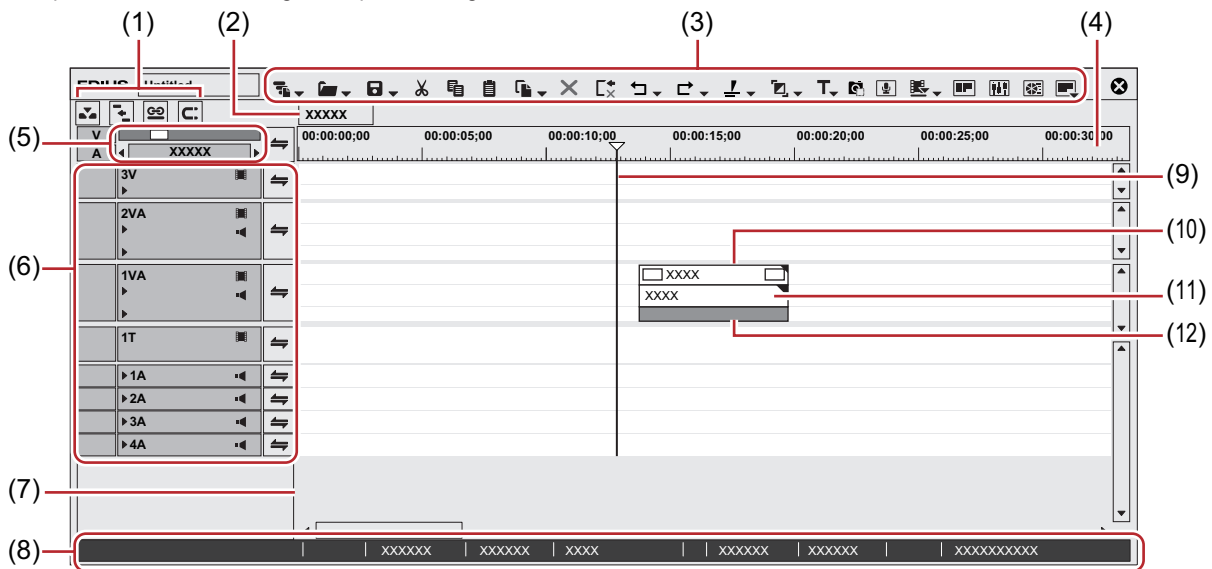 (1) (2) (3) (4)
EDIUS Untitled
T
XXXXX
(5) V 00:00:00;00 00:00:05;00 00:00:10;00 00:00:15;00 00:00:20;00 00:00:25;00 00:00:30;00
A XXXXX
3V (9)
2VA (10)
(6) 1VA XXXX (11)
XXXX (12)
1T
1A
2A
3A
4A
(7)
(8) XXXXXX XXXXXX XXXX XXXXXX XXXXXX XXXXXXXXXX